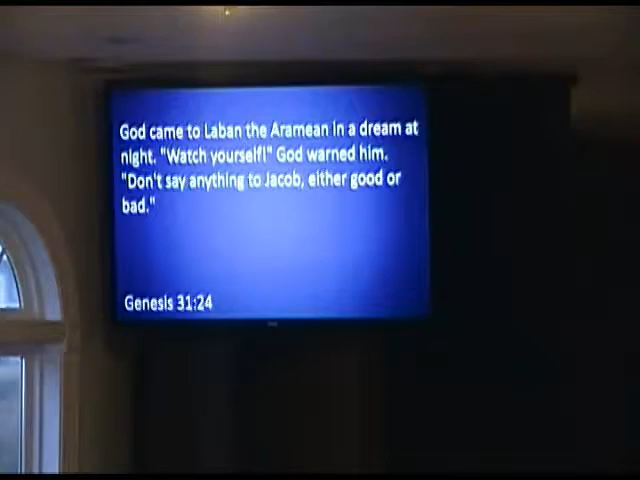 God came to Laban the Aramean in a dream at
night. "Watch yourself!" God warned him.
"Don't say anything to Jacob, either good or
bad."
Genesis 31:24